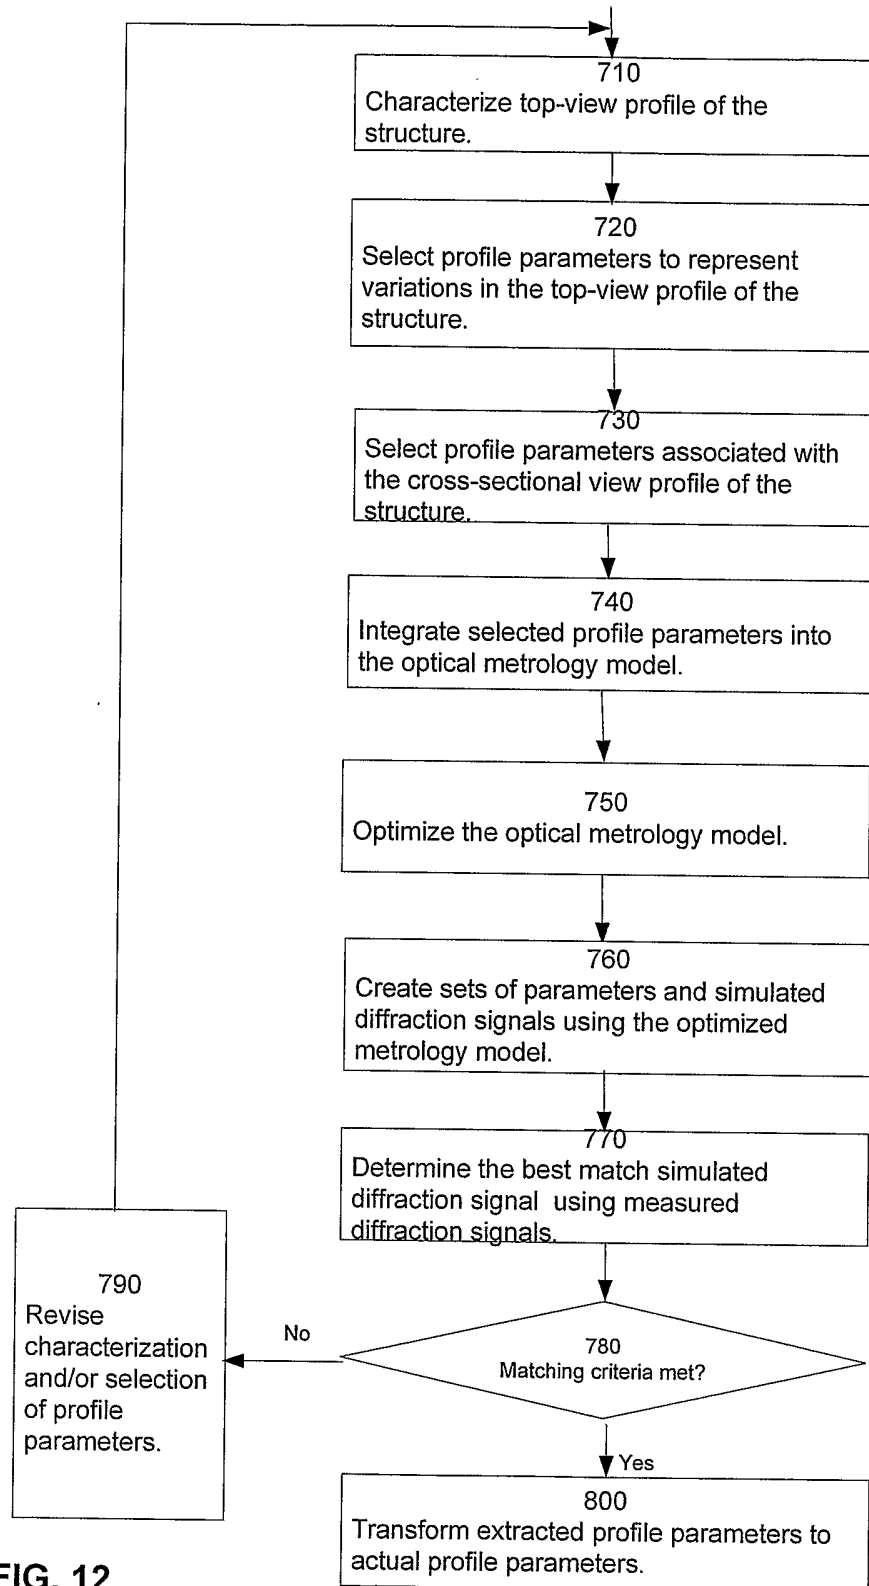 710
Characterize top-view profile of the
structure.
720
Select profile parameters to represent
variations in the top-view profile of the
structure.
730
Select profile parameters associated with
the cross-sectional view profile of the
structure.
740
Integrate selected profile parameters into
the optical metrology model.
750
Optimize the optical metrology model.
760
Create sets of parameters and simulated
diffraction signals using the optimized
metrology model.
770
Determine the best match simulated
diffraction signal using measured
diffraction signals.
790
Revise
characterization
and/or selection
of profile
parameters.
No
780
Matching criteria met?
Yes
800
Transform extracted profile parameters to
actual profile parameters.
FIG. 12